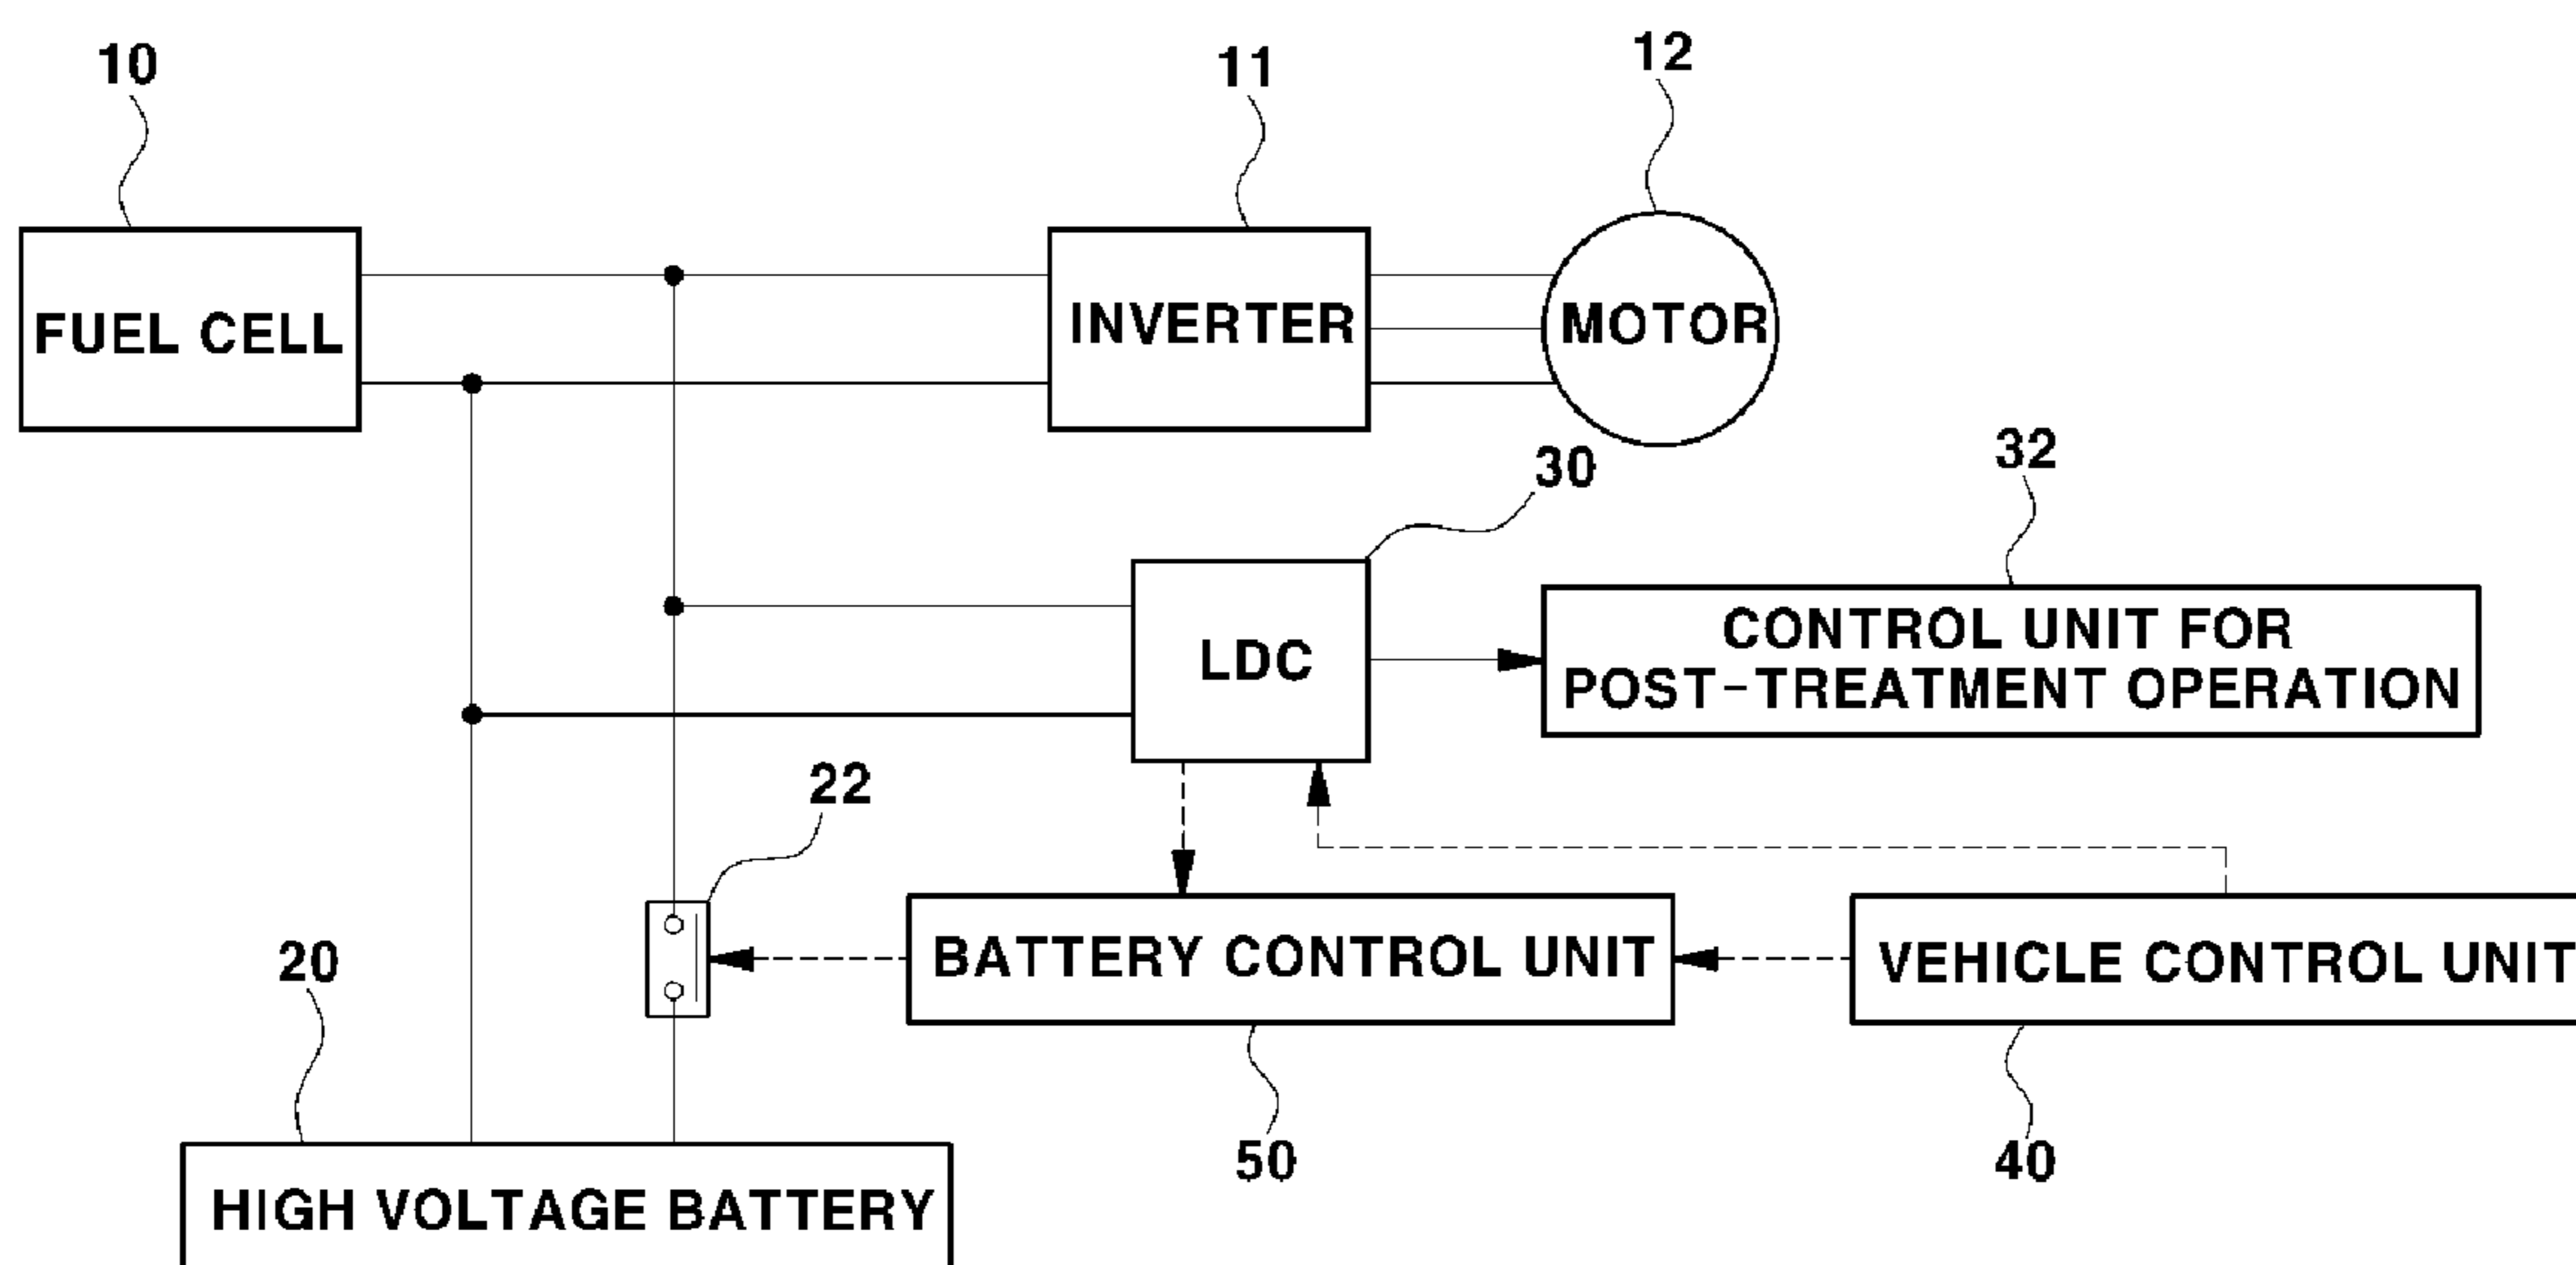 10
11
12
FUEL CELL
INVERTER
MOTOR
30
32
LDC
CONTROL UNIT FOR
POST-TREATMENT OPERATION
22
20
BATTERY CONTROL UNIT
VEHICLE CONTROL UNIT
50
40
HIGH VOLTAGE BATTERY